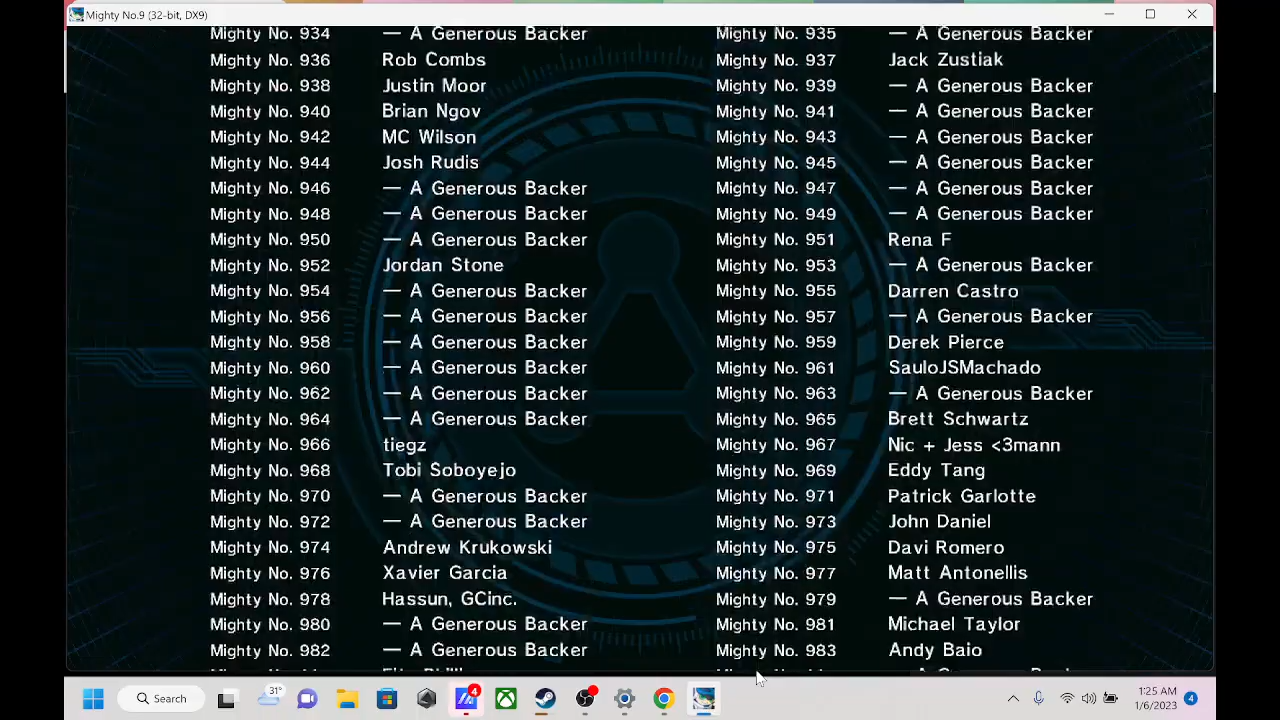 Mighty No.9 (32-bit, DX9)
Mighty No. 934 — A Generous Backer Mighty No. 935 — A Generous Backer
Mighty No. 936 Rob Combs Mighty No. 937 Jack Zustiak
Mighty No. 938 Justin Moor Mighty No. 939 — A Generous Backer
Mighty No. 940 Brian Ngov Mighty No. 941 — A Generous Backer
Mighty No. 942 MC Wilson Mighty No. 943 — A Generous Backer
Mighty No. 944 Josh Rudis Mighty No. 945 — A Generous Backer
Mighty No. 946 — A Generous Backer Mighty No. 947 — A Generous Backer
Mighty No. 948 — A Generous Backer Mighty No. 949 — A Generous Backer
Mighty No. 950 — A Generous Backer Mighty No. 951 Rena F
Mighty No. 952 Jordan Stone Mighty No. 953 — A Generous Backer
Mighty No. 954 — A Generous Backer Mighty No. 955 Darren Castro
Mighty No. 956 — A Generous Backer Mighty No. 957 — A Generous Backer
Mighty No. 958 — A Generous Backer Mighty No. 959 Derek Pierce
Mighty No. 960 — A Generous Backer Mighty No. 961 SauloJSMachado
Mighty No. 962 — A Generous Backer Mighty No. 963 — A Generous Backer
Mighty No. 964 — A Generous Backer Mighty No. 965 Brett Schwartz
Mighty No. 966 tiegz Mighty No. 967 Nic + Jess <3mann
Mighty No. 968 Tobi Soboyejo Mighty No. 969 Eddy Tang
Mighty No. 970 — A Generous Backer Mighty No. 971 Patrick Garlotte
Mighty No. 972 — A Generous Backer Mighty No. 973 John Daniel
Mighty No. 974 Andrew Krukowski Mighty No. 975 Davi Romero
Mighty No. 976 Xavier Garcia Mighty No. 977 Matt Antonellis
Mighty No. 978 Hassun, GCinc. Mighty No. 979 — A Generous Backer
Mighty No. 980 — A Generous Backer Mighty No. 981 Michael Taylor
Mighty No. 982 — A Generous Backer Mighty No. 983 Andy Baio
Search 31° 4 1:25 AM 4
1/6/2023